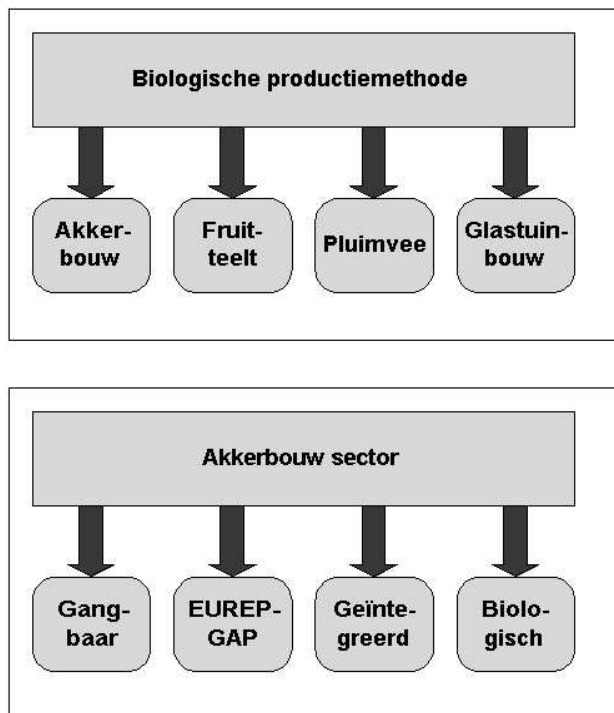 Biologische productiemethode
Akker-
bouw
Fruit-
teelt
Pluimvee
Glastuin-
bouw
Akkerbouw sector
Gang-
baar
EUREP-
GAP
Geïnte-
greerd
Biolo-
gisch